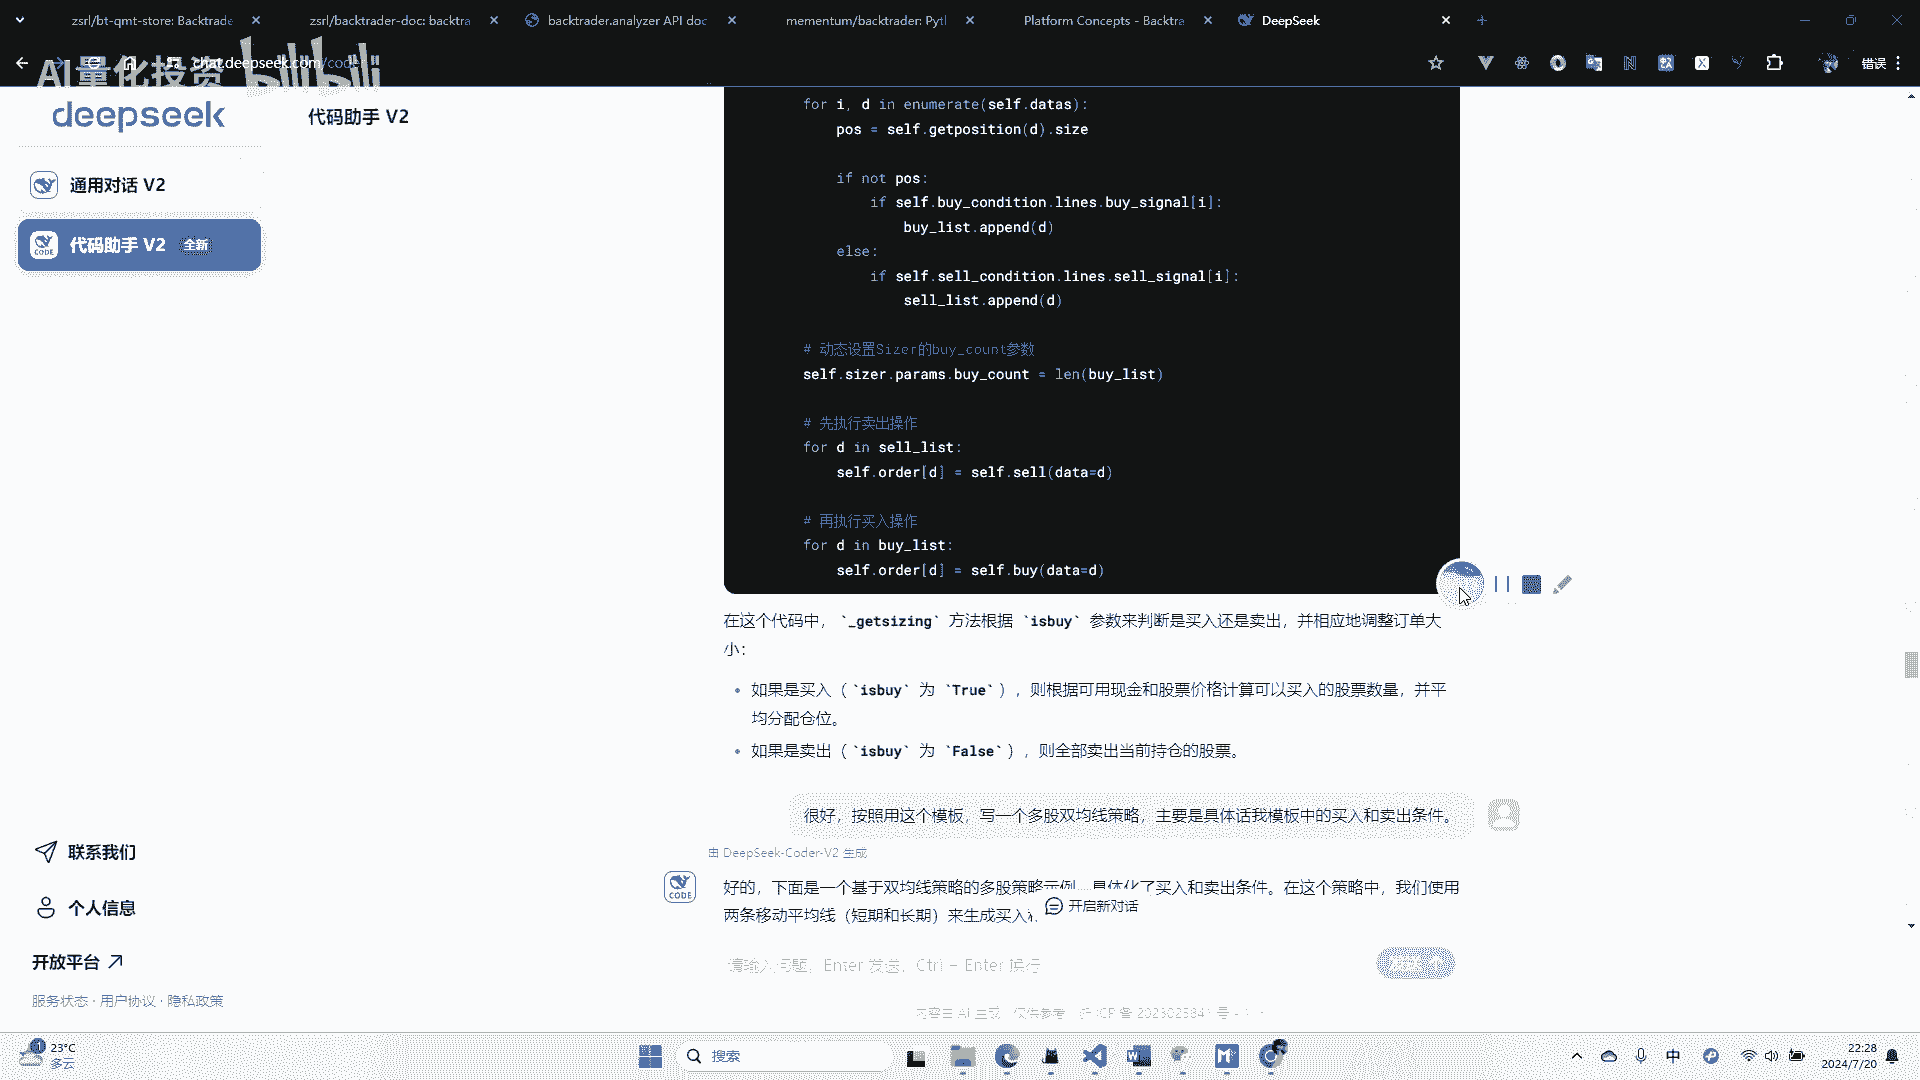 zsrl/bt-qmt-store: Backtrade
zsrl/backtrader-doc: backtra
backtrader.analyzer API doc
mementum/backtrader: Pytl
Platform Concepts - Backtra
DeepSeek
chat.deepseek.com/coder
错误
AI量化投资 bilibili
deepseek
代码助手 V2
通用对话 V2
代码助手 V2 全新
for i, d in enumerate(self.datas):
pos = self.getposition(d).size
if not pos:
if self.buy_condition.lines.buy_signal[i]:
buy_list.append(d)
else:
if self.sell_condition.lines.sell_signal[i]:
sell_list.append(d)
# 动态设置Sizer的buy_count参数
self.sizer.params.buy_count = len(buy_list)
# 先执行卖出操作
for d in sell_list:
self.order[d] = self.sell(data=d)
# 再执行买入操作
for d in buy_list:
self.order[d] = self.buy(data=d)
在这个代码中， `_getsizing` 方法根据 `isbuy` 参数来判断是买入还是卖出，并相应地调整订单大
小：
如果是买入（ `isbuy` 为 `True` ），则根据可用现金和股票价格计算可以买入的股票数量，并平
均分配仓位。
如果是卖出（ `isbuy` 为 `False` ），则全部卖出当前持仓的股票。
很好，按照用这个模板，写一个多股双均线策略，主要是具体话我模板中的买入和卖出条件。
由 DeepSeek-Coder-V2 生成
好的，下面是一个基于双均线策略的多股策略示例，具体化了买入和卖出条件。在这个策略中，我们使用
两条移动平均线（短期和长期）来生成买入
开启新对话
请输入问题，Enter 发送，Ctrl + Enter 换行
联系我们
个人信息
开放平台
服务状态 · 用户协议 · 隐私政策
CODE
CODE
23°C
多云
搜索
中
22:28
2024/7/20